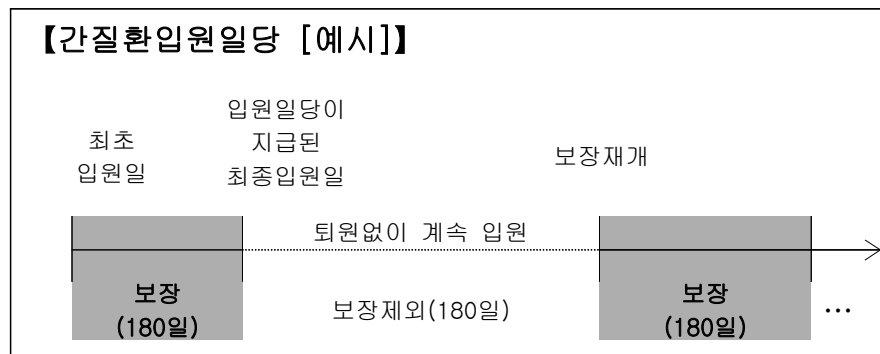 【간질환입원일당 [예시]】
최초
입원일
입원일당이
지급된
최종입원일
보장재개
퇴원없이 계속 입원
보장
(180일)
보장제외(180일)
보장
(180일)
…